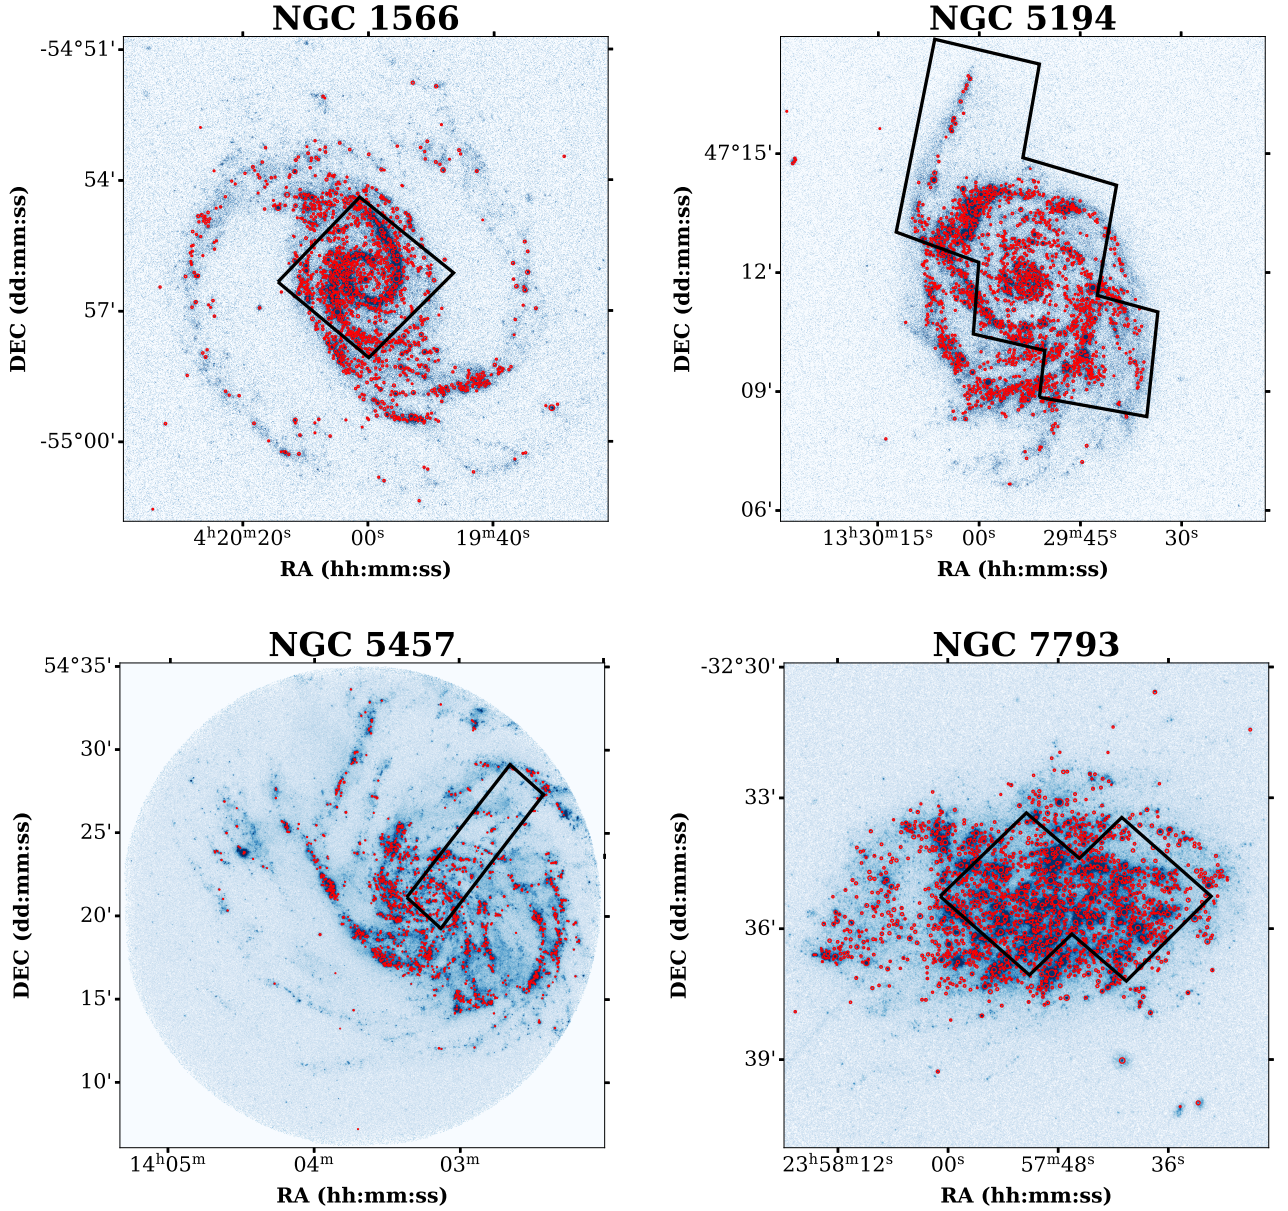 NGC 1566
-54°51'
54'
57'
-55°00'
DEC (dd:mm:ss)
4ʰ20ᵐ20ˢ 00ˢ 19ᵐ40ˢ
RA (hh:mm:ss)
NGC 5194
47°15'
12'
09'
06'
DEC (dd:mm:ss)
13ʰ30ᵐ15ˢ 00ˢ 29ᵐ45ˢ 30ˢ
RA (hh:mm:ss)
NGC 5457
54°35'
30'
25'
20'
15'
10'
DEC (dd:mm:ss)
14ʰ05ᵐ 04ᵐ 03ᵐ
RA (hh:mm:ss)
NGC 7793
-32°30'
33'
36'
39'
DEC (dd:mm:ss)
23ʰ58ᵐ12ˢ 00ˢ 57ᵐ48ˢ 36ˢ
RA (hh:mm:ss)